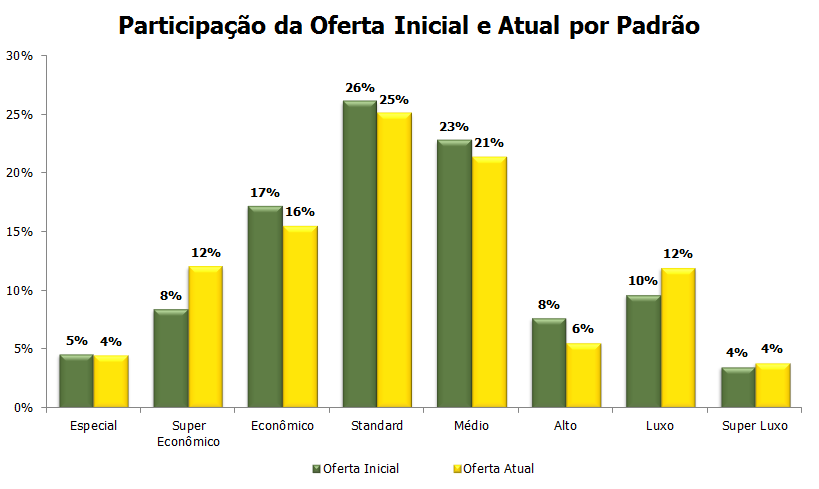 Participação da Oferta Inicial e Atual por Padrão
30%
25%
20%
15%
10%
5%
0%
5%
4%
8%
12%
17%
16%
26%
25%
23%
21%
8%
6%
10%
12%
4%
4%
Especial
Super
Econômico
Econômico
Standard
Médio
Alto
Luxo
Super Luxo
Oferta Inicial
Oferta Atual